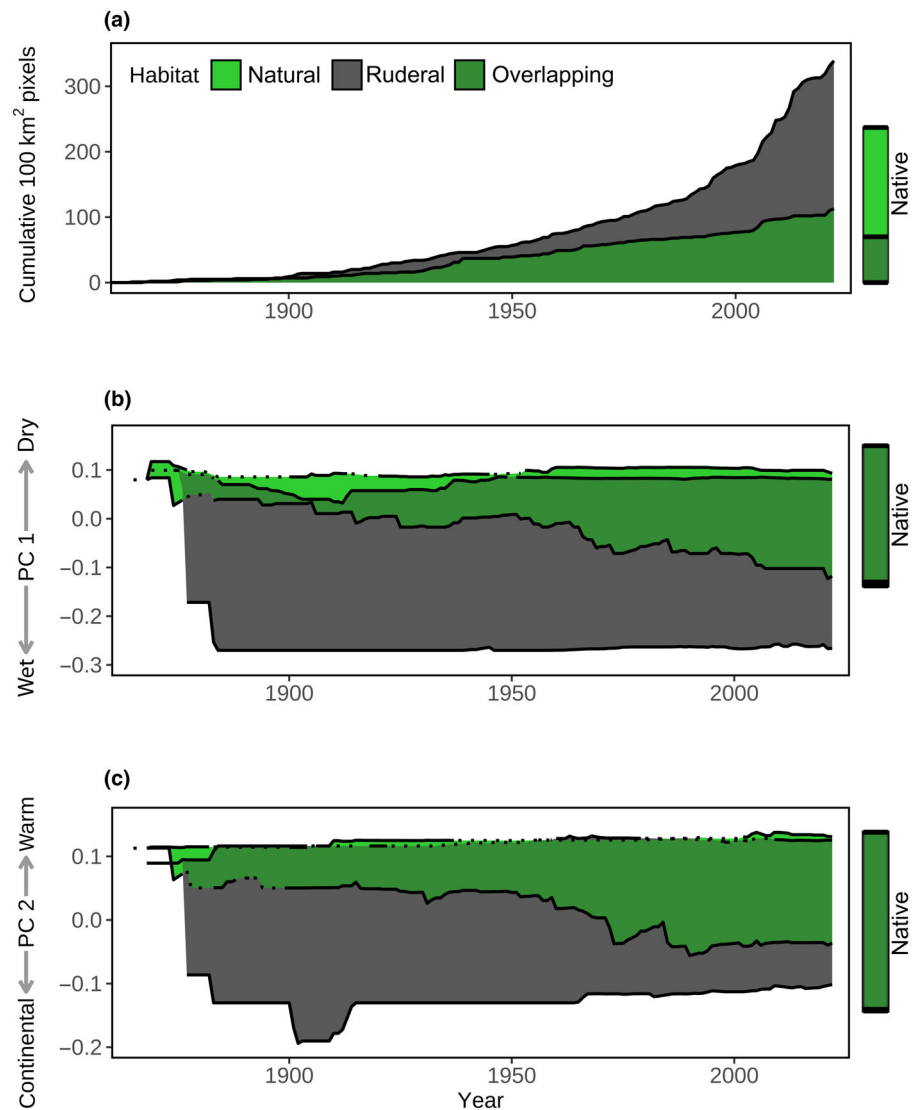 (a)
Cumulative 100 km² pixels
Habitat Natural Ruderal Overlapping
300
200
100
0
1900 1950 2000
Native
(b)
Wet PC 1 Dry
0.1
0.0
−0.1
−0.2
−0.3
1900 1950 2000
Native
(c)
Continental PC 2 Warm
0.1
0.0
−0.1
−0.2
1900 1950 2000
Year
Native